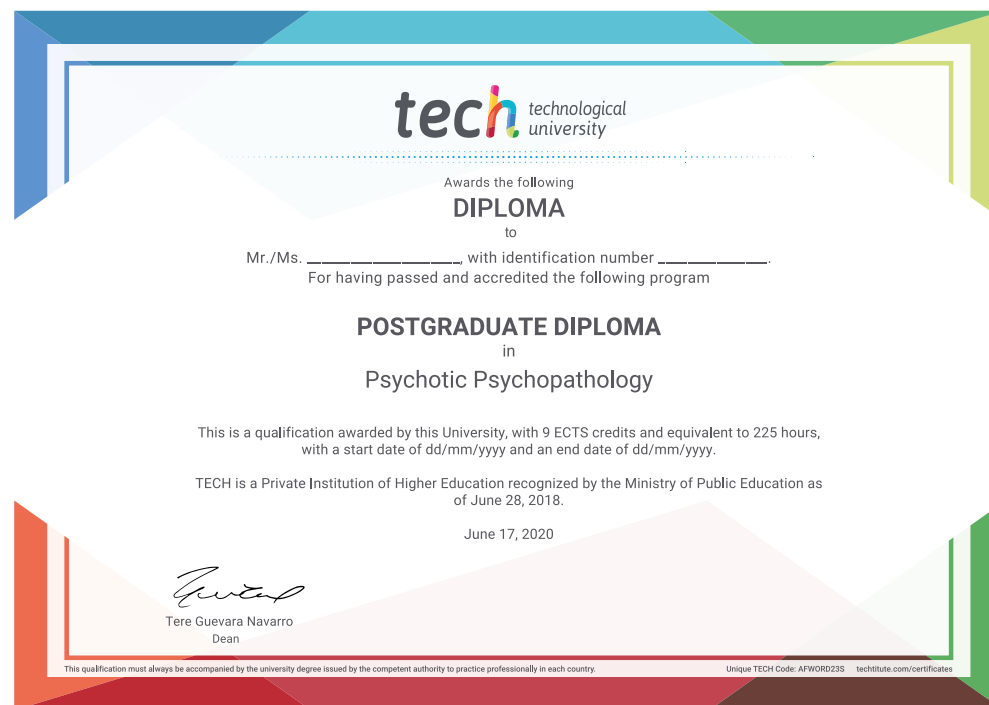 tech technological
university
Awards the following
DIPLOMA
to
Mr./Ms. ____________________, with identification number ______________.
For having passed and accredited the following program
POSTGRADUATE DIPLOMA
in
Psychotic Psychopathology
This is a qualification awarded by this University, with 9 ECTS credits and equivalent to 225 hours,
with a start date of dd/mm/yyyy and an end date of dd/mm/yyyy.
TECH is a Private Institution of Higher Education recognized by the Ministry of Public Education as
of June 28, 2018.
June 17, 2020
Tere Guevara Navarro
Dean
This qualification must always be accompanied by the university degree issued by the competent authority to practice professionally in each country.
Unique TECH Code: AFWORD23S techtitute.com/certificates